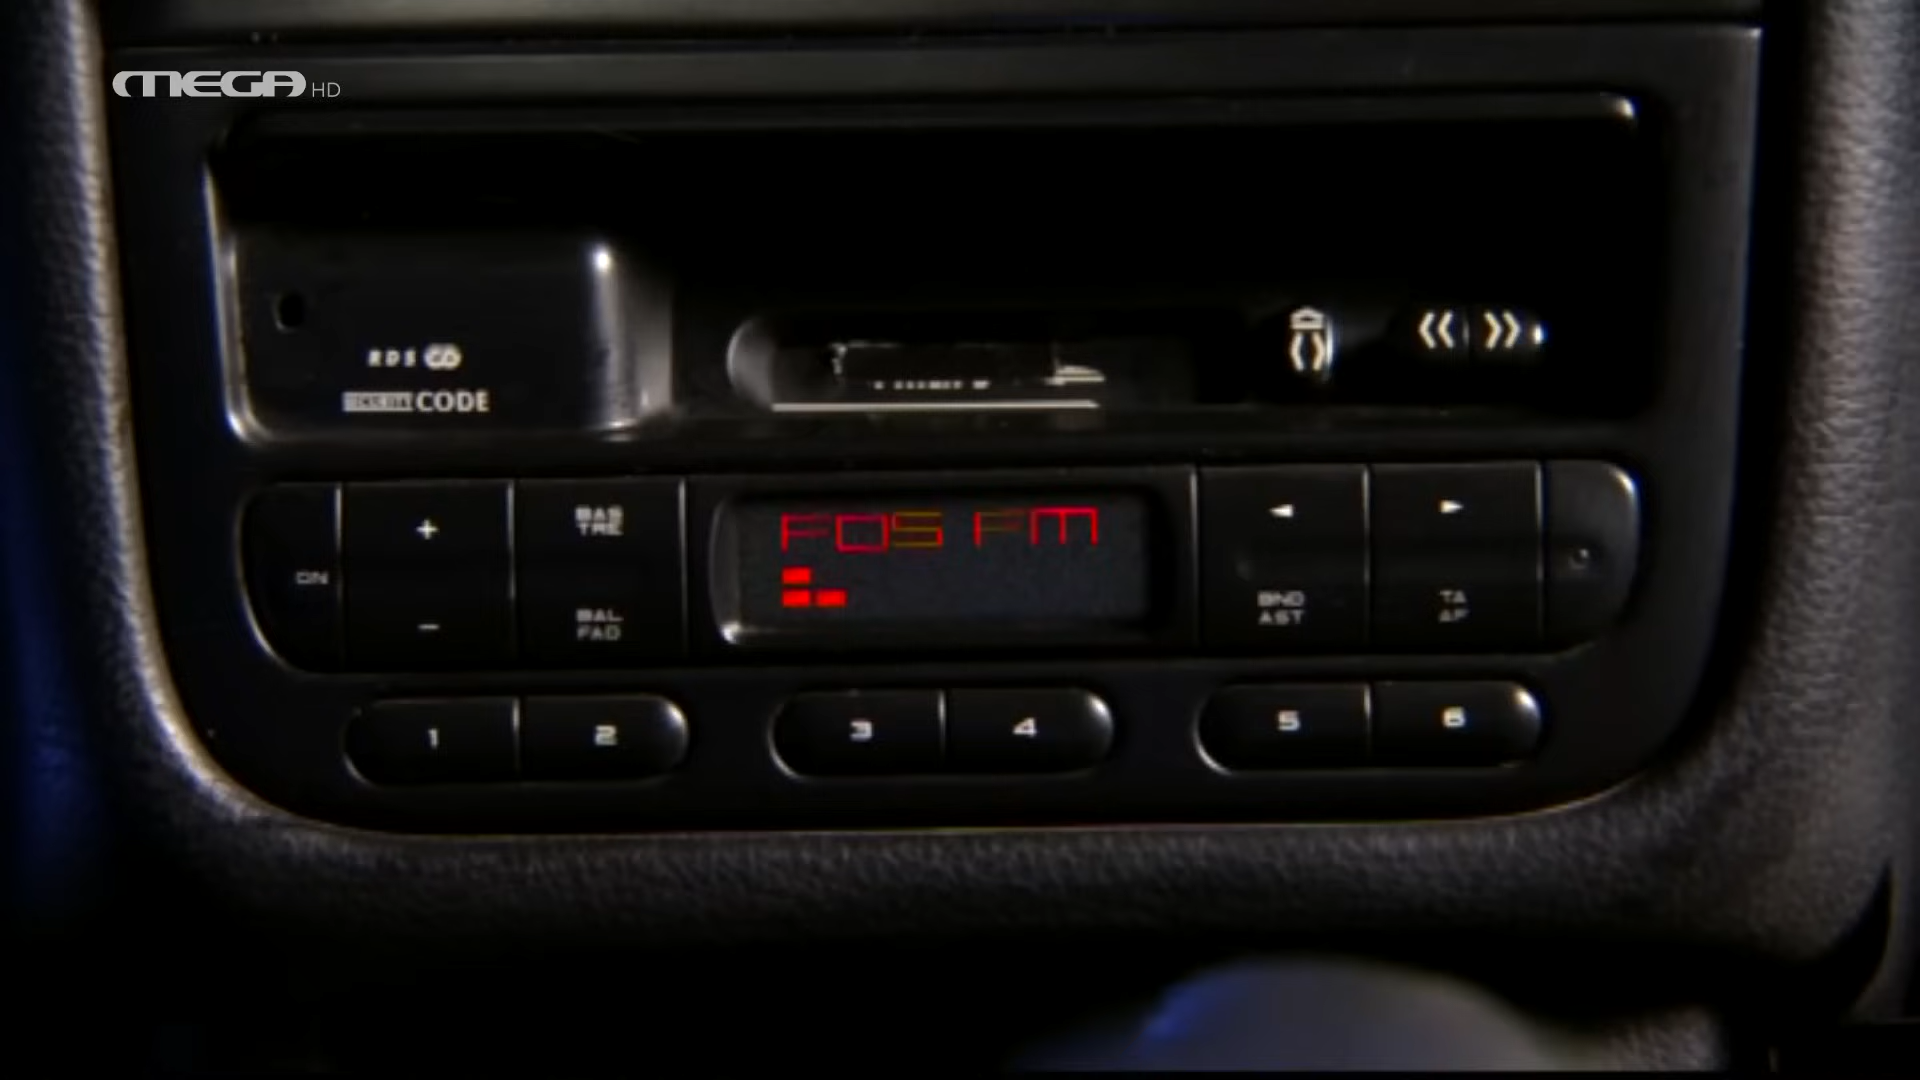 MEGA HD
RDS
SECURITY CODE
+
BAS
TRE
FOS FM
ON
BND
AST
TA
AF
-
BAL
FAD
1
2
3
4
5
6